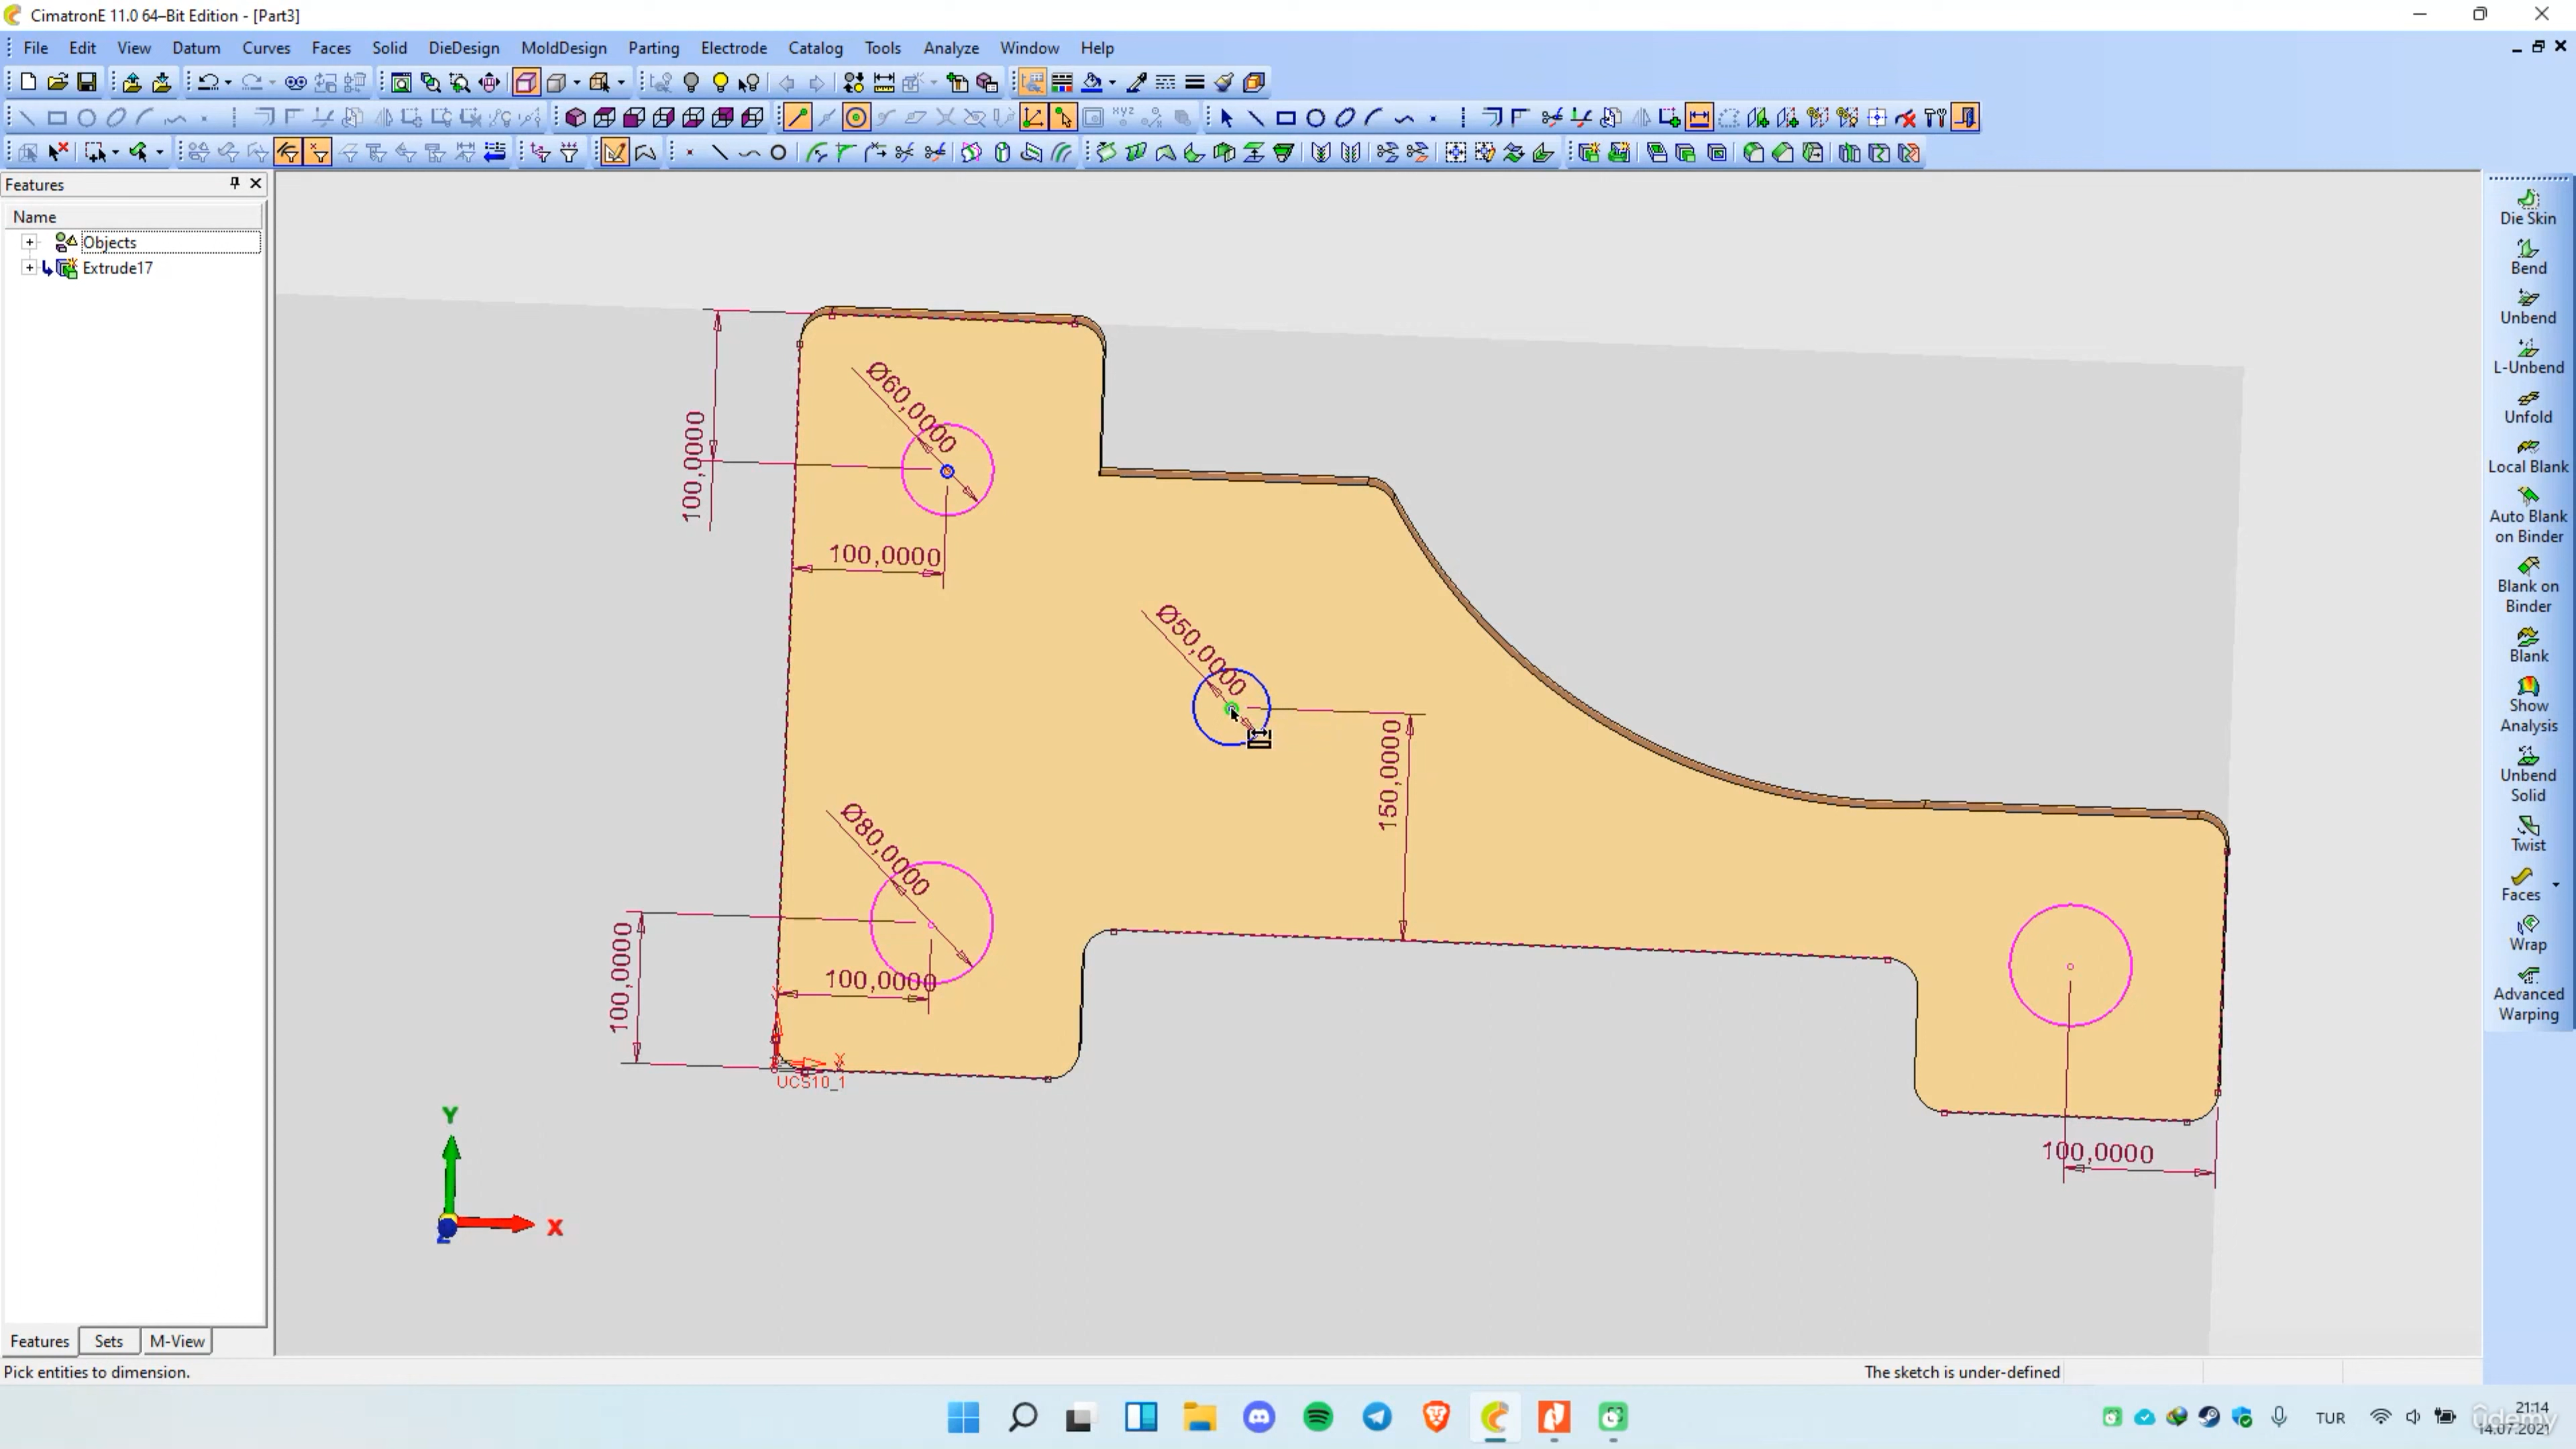 CimatronE 11.0 64–Bit Edition - [Part3]
File Edit View Datum Curves Faces Solid DieDesign MoldDesign Parting Electrode Catalog Tools Analyze Window Help
Features
Name
Objects
Extrude17
Ø60,0000
100,0000
100,0000
Ø50,0000
150,0000
Ø80,0000
100,0000
100,0000
100,0000
X
UCS10_1
Y
X
Z
Die Skin
Bend
Unbend
L-Unbend
Unfold
Local Blank
Auto Blank
on Binder
Blank on
Binder
Blank
Show
Analysis
Unbend
Solid
Twist
Faces
Wrap
Advanced
Warping
Features Sets M-View
Pick entities to dimension.
The sketch is under-defined
TUR
21:14
14.07.2021
ûdemy